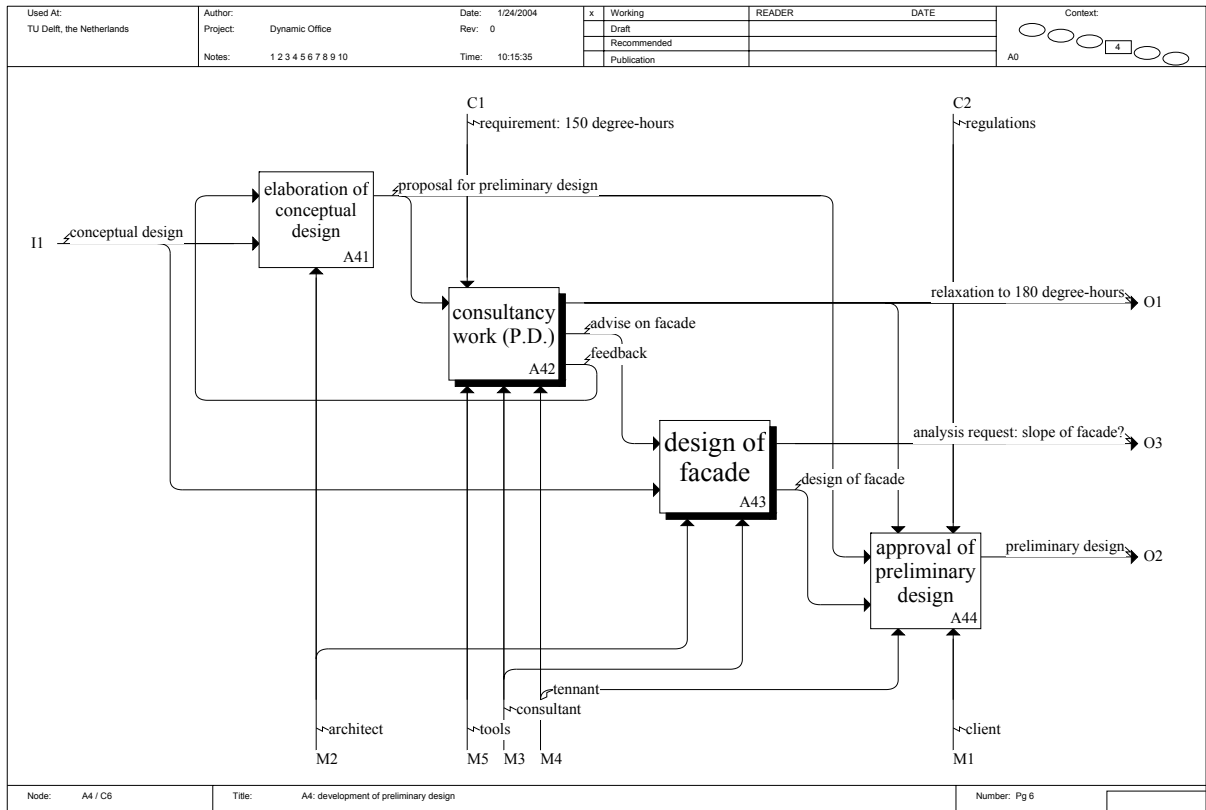 Used At:
TU Delft, the Netherlands
Author:
Project: Dynamic Office
Notes: 1 2 3 4 5 6 7 8 9 10
Date: 1/24/2004
Rev: 0
Time: 10:15:35
x Working
Draft
Recommended
Publication
READER DATE
Context:
4
A0
C1
requirement: 150 degree-hours
C2
regulations
elaboration of
conceptual
design
A41
proposal for preliminary design
I1
conceptual design
relaxation to 180 degree-hours
O1
consultancy
work (P.D.)
A42
advise on facade
feedback
design of
facade
A43
analysis request: slope of facade?
O3
design of facade
approval of
preliminary
design
A44
preliminary design
O2
tennant
consultant
architect
tools
client
M2
M5
M3
M4
M1
Node: A4 / C6
Title: A4: development of preliminary design
Number: Pg 6